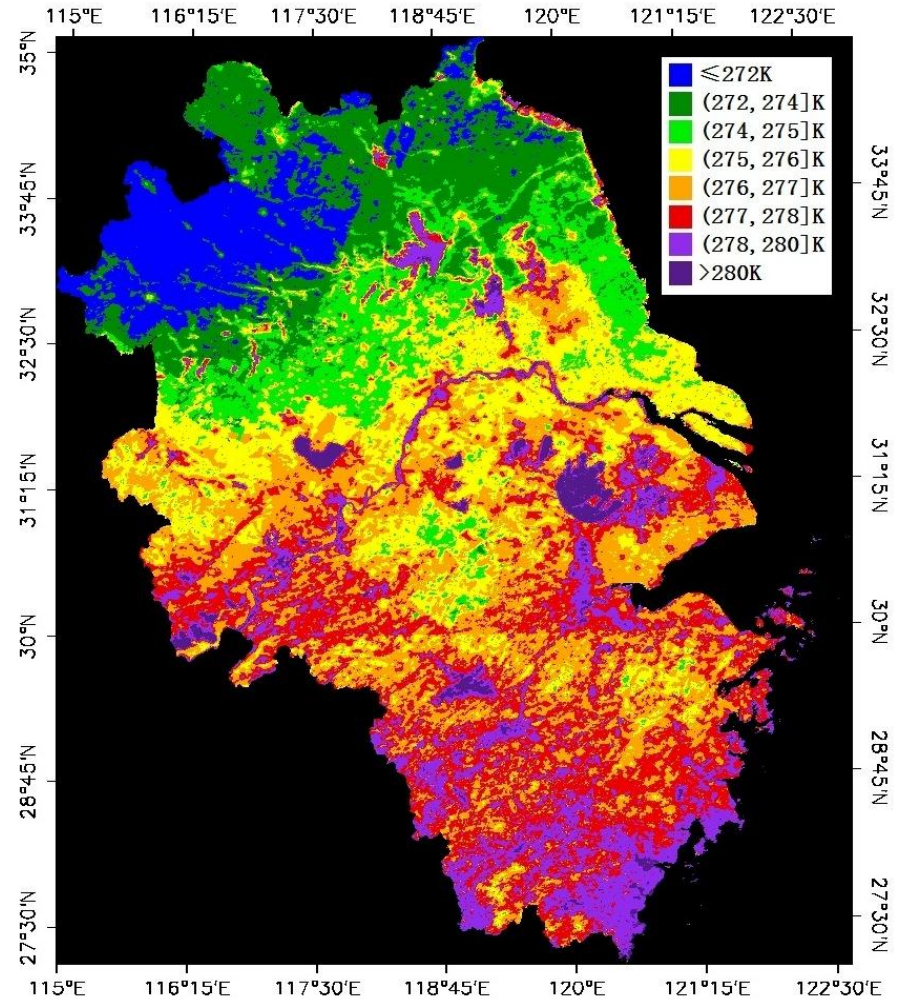 115°E 116°15'E 117°30'E 118°45'E 120°E 121°15'E 122°30'E
35°N
33°45'N
32°30'N
31°15'N
30°N
28°45'N
27°30'N
≤272K
(272, 274]K
(274, 275]K
(275, 276]K
(276, 277]K
(277, 278]K
(278, 280]K
>280K
33°45'N
32°30'N
31°15'N
30°N
28°45'N
27°30'N
115°E 116°15'E 117°30'E 118°45'E 120°E 121°15'E 122°30'E